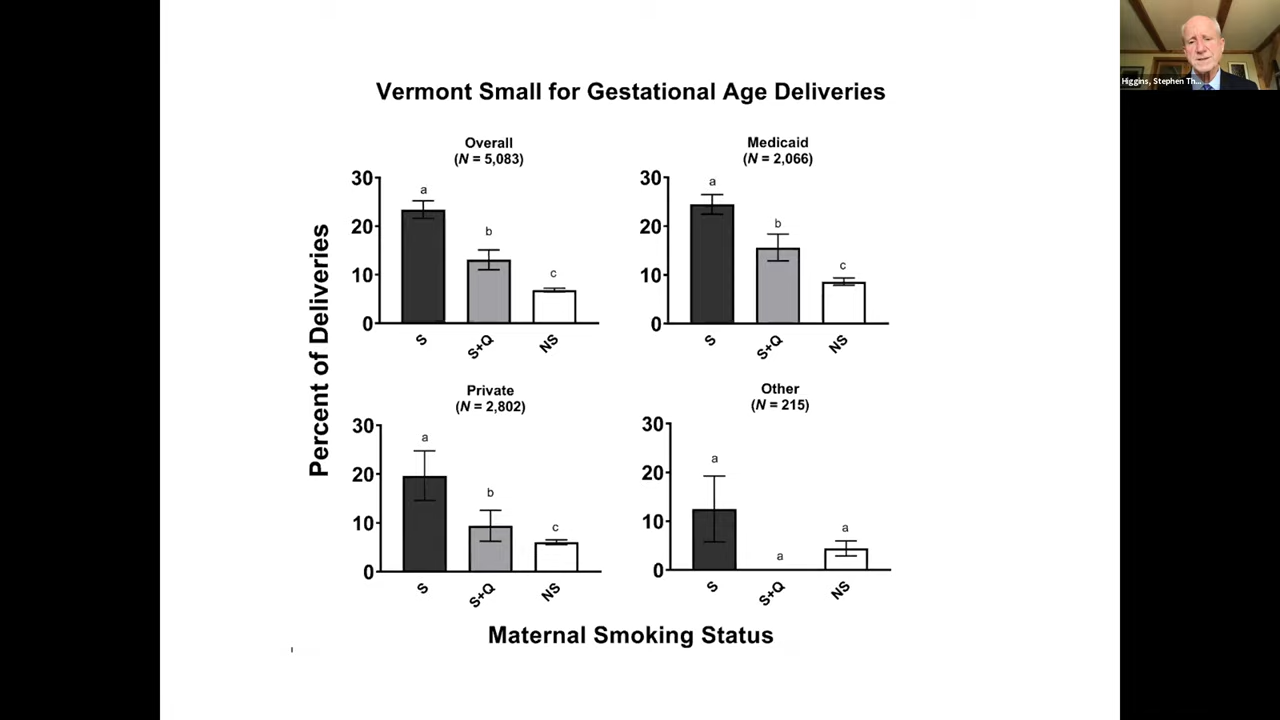 Higgins, Stephen Th...
Vermont Small for Gestational Age Deliveries
Percent of Deliveries
Overall
(N = 5,083)
30
20
10
0
a
b
c
S
S+Q
NS
Medicaid
(N = 2,066)
30
20
10
0
a
b
c
S
S+Q
NS
Private
(N = 2,802)
30
20
10
0
a
b
c
S
S+Q
NS
Other
(N = 215)
30
20
10
0
a
a
a
S
S+Q
NS
Maternal Smoking Status